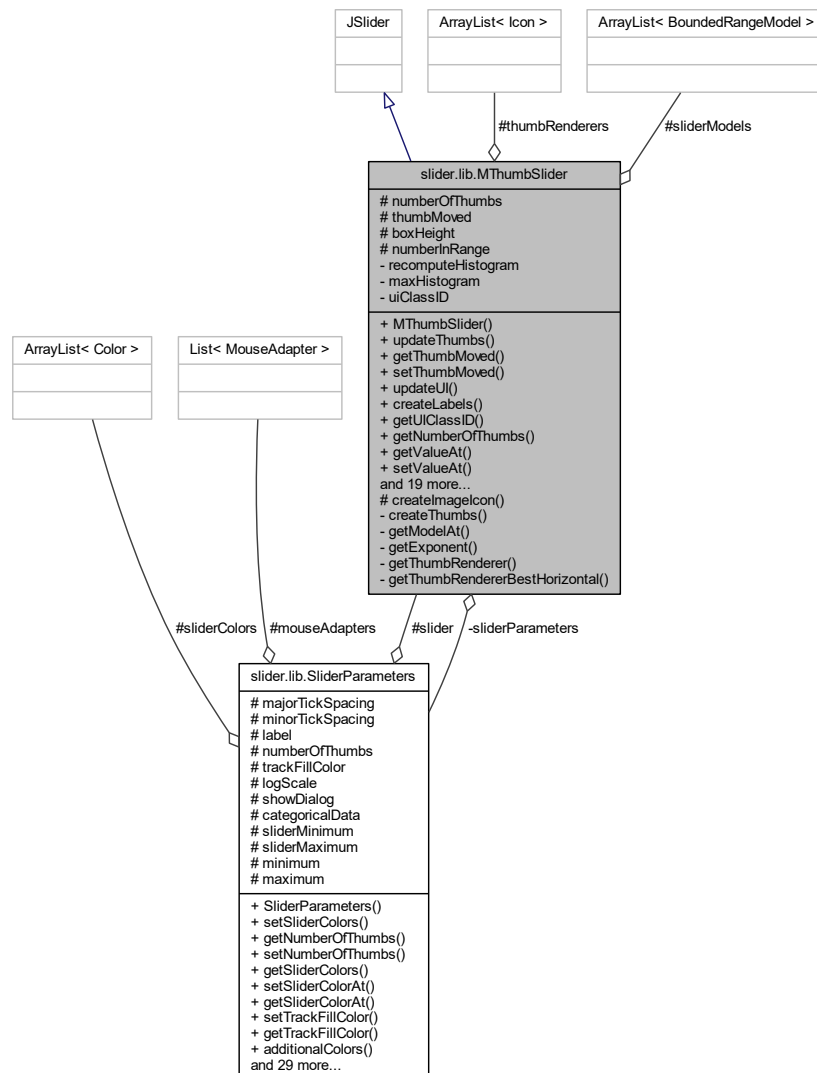 JSlider
ArrayList< Icon >
ArrayList< BoundedRangeModel >
#thumbRenderers
#sliderModels
slider.lib.MThumbSlider
# numberOfThumbs
# thumbMoved
# boxHeight
# numberInRange
- recomputeHistogram
- maxHistogram
- uiClassID
+ MThumbSlider()
+ updateThumbs()
+ getThumbMoved()
+ setThumbMoved()
+ updateUI()
+ createLabels()
+ getUIClassID()
+ getNumberOfThumbs()
+ getValueAt()
+ setValueAt()
and 19 more...
# createImageIcon()
- createThumbs()
- getModelAt()
- getExponent()
- getThumbRenderer()
- getThumbRendererBestHorizontal()
ArrayList< Color >
List< MouseAdapter >
#sliderColors
#mouseAdapters
#slider
-sliderParameters
slider.lib.SliderParameters
# majorTickSpacing
# minorTickSpacing
# label
# numberOfThumbs
# trackFillColor
# logScale
# showDialog
# categoricalData
# sliderMinimum
# sliderMaximum
# minimum
# maximum
+ SliderParameters()
+ setSliderColors()
+ getNumberOfThumbs()
+ setNumberOfThumbs()
+ getSliderColors()
+ setSliderColorAt()
+ getSliderColorAt()
+ setTrackFillColor()
+ getTrackFillColor()
+ additionalColors()
and 29 more...